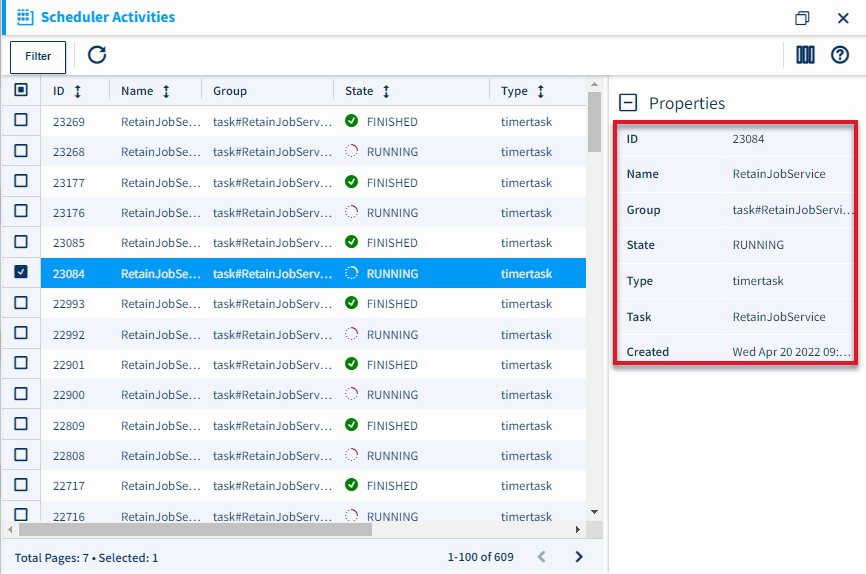 Scheduler Activities
Filter
ID Name Group State Type
23269 RetainJobSe... task#RetainJobServ... FINISHED timertask
23268 RetainJobSe... task#RetainJobServ... RUNNING timertask
23177 RetainJobSe... task#RetainJobServ... FINISHED timertask
23176 RetainJobSe... task#RetainJobServ... RUNNING timertask
23085 RetainJobSe... task#RetainJobServ... FINISHED timertask
23084 RetainJobSe... task#RetainJobServ... RUNNING timertask
22993 RetainJobSe... task#RetainJobServ... FINISHED timertask
22992 RetainJobSe... task#RetainJobServ... RUNNING timertask
22901 RetainJobSe... task#RetainJobServ... FINISHED timertask
22900 RetainJobSe... task#RetainJobServ... RUNNING timertask
22809 RetainJobSe... task#RetainJobServ... FINISHED timertask
22808 RetainJobSe... task#RetainJobServ... RUNNING timertask
22717 RetainJobSe... task#RetainJobServ... FINISHED timertask
22716 RetainJobSe... task#RetainJobServ... RUNNING timertask
Total Pages: 7 • Selected: 1
1-100 of 609
Properties
ID 23084
Name RetainJobService
Group task#RetainJobServi...
State RUNNING
Type timertask
Task RetainJobService
Created Wed Apr 20 2022 09:...